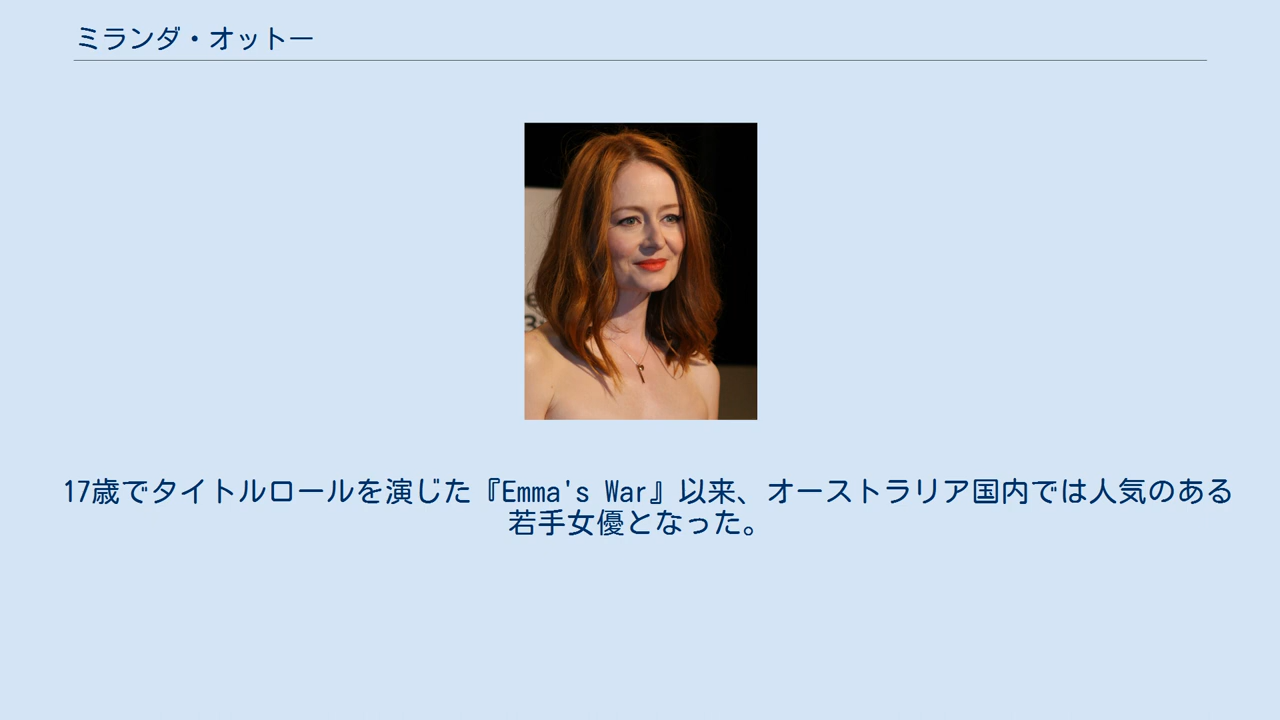 ミランダ・オットー
17歳でタイトルロールを演じた『Emma's War』以来、オーストラリア国内では人気のある
若手女優となった。